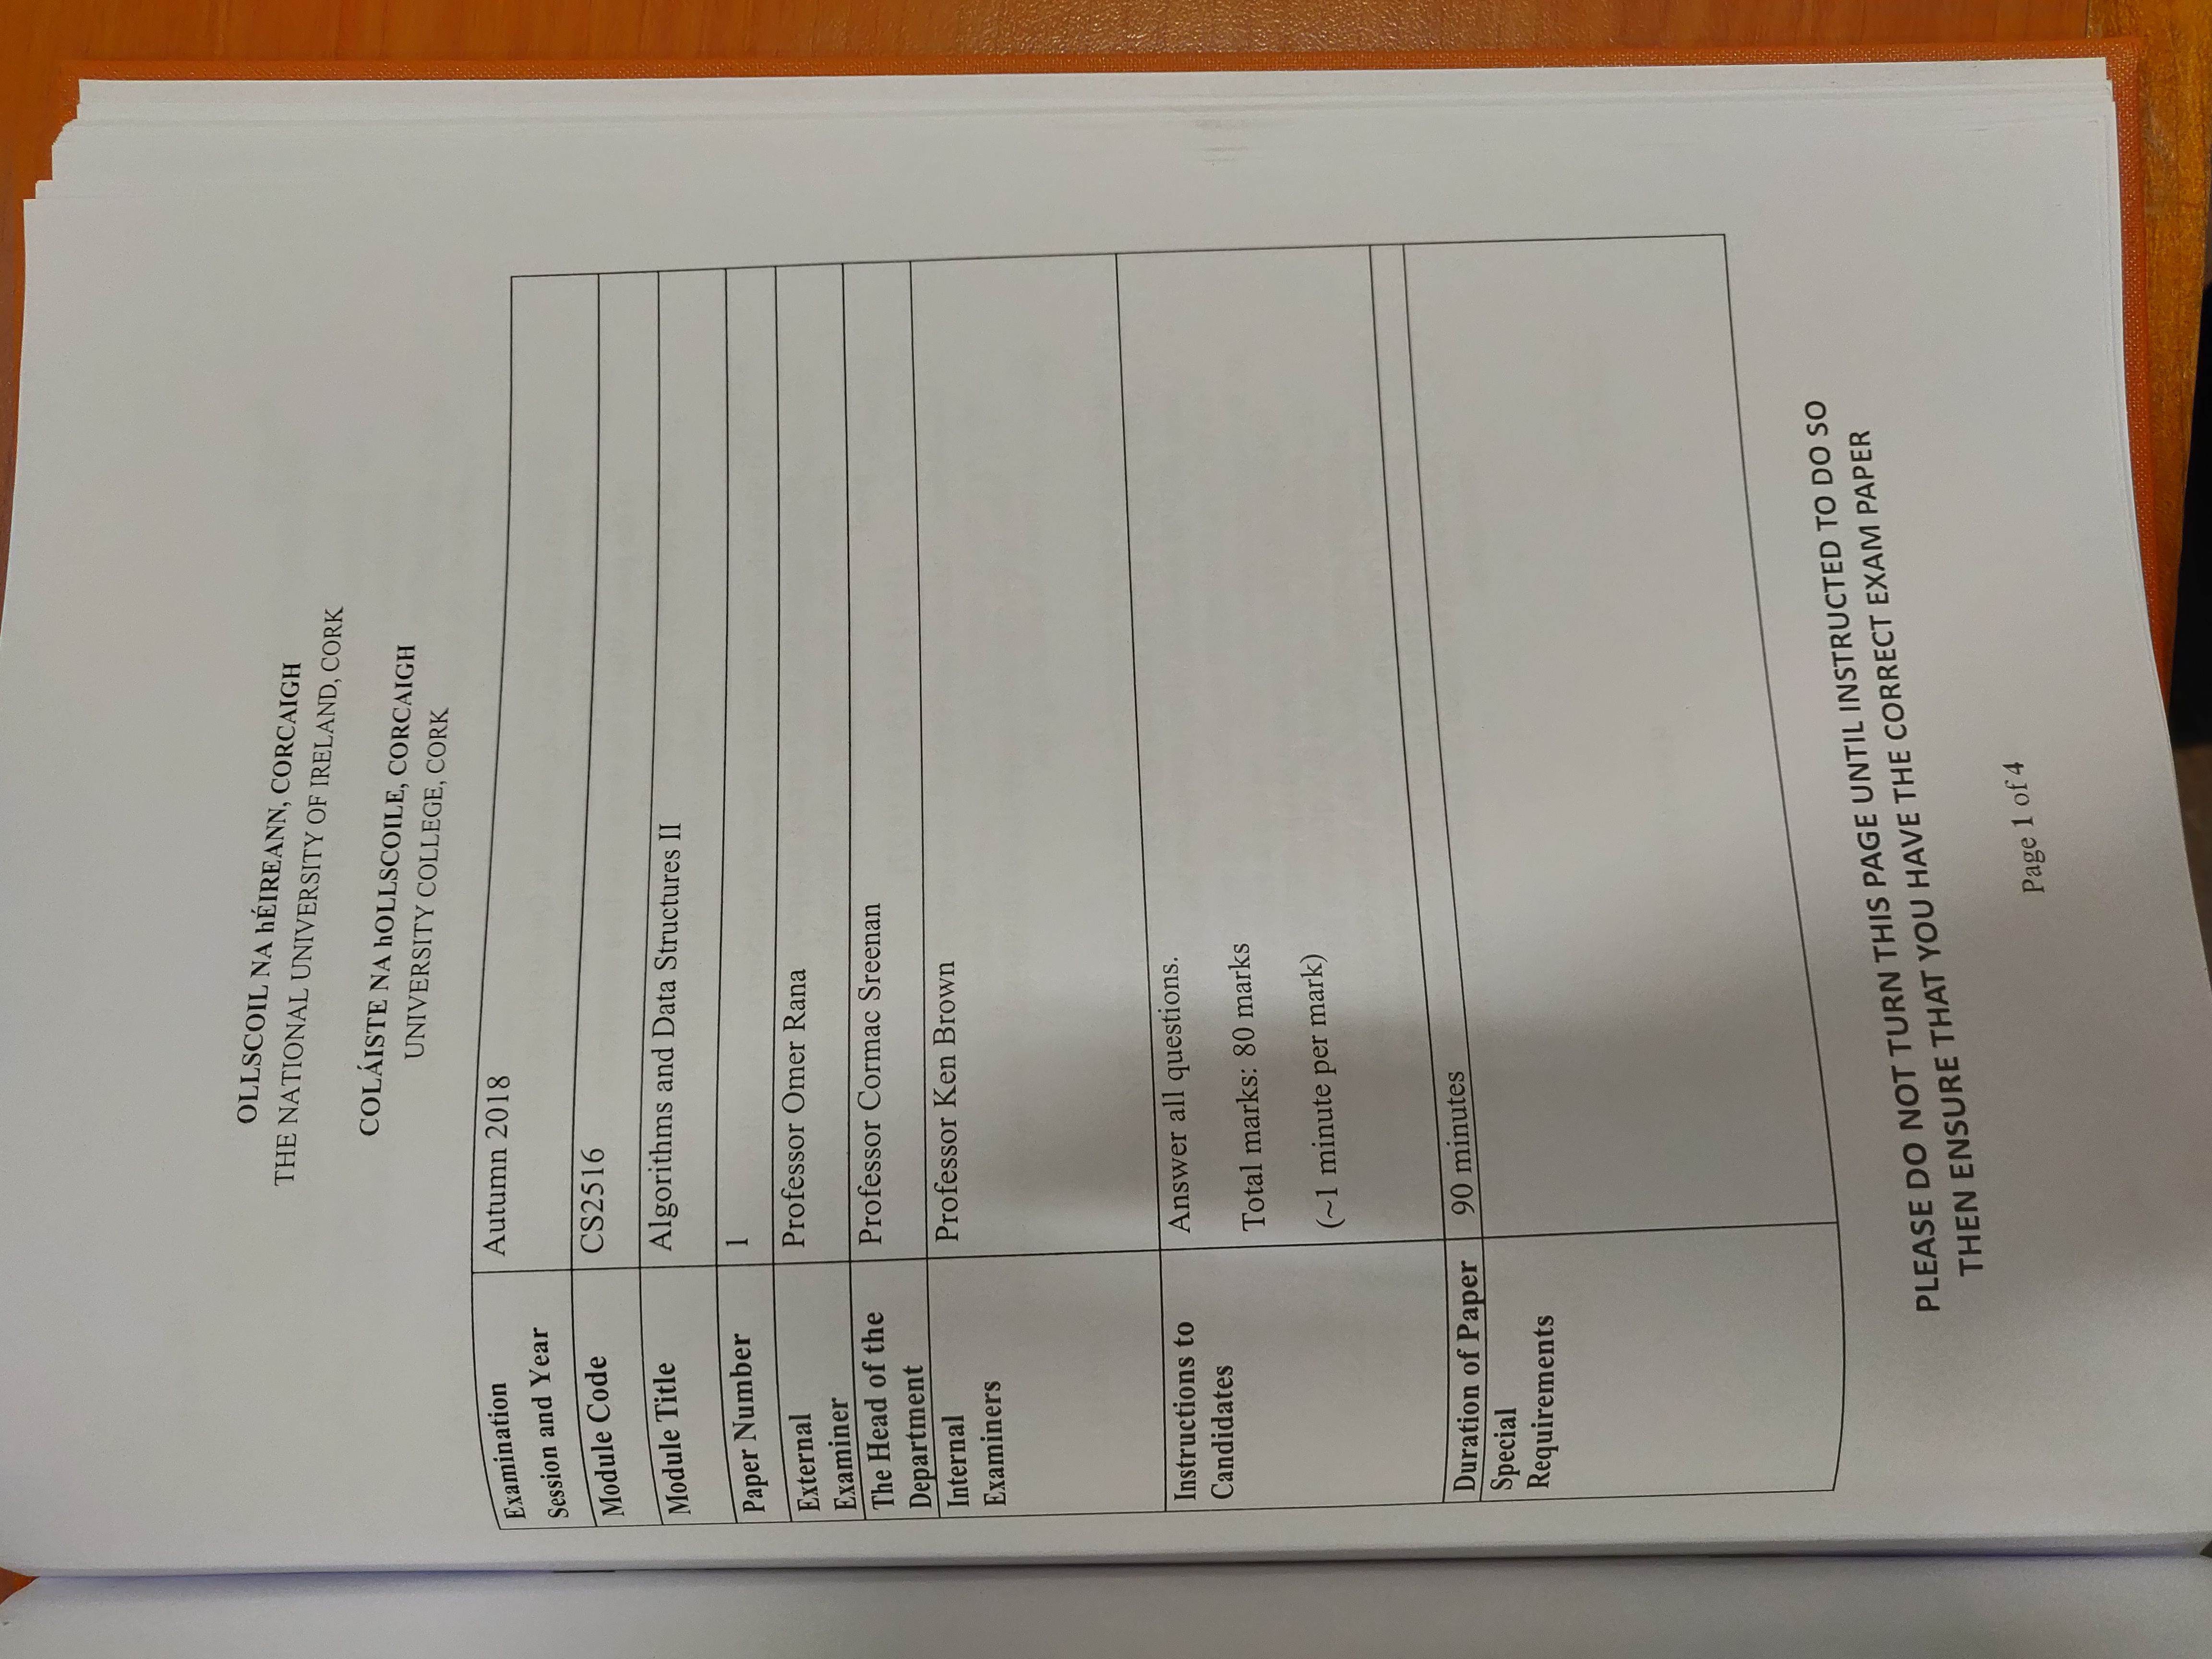 OLLSCOIL NA hÉIREANN, CORCAIGH
THE NATIONAL UNIVERSITY OF IRELAND, CORK
COLÁISTE NA hOLLSCOILE, CORCAIGH
UNIVERSITY COLLEGE, CORK
Examination
Session and Year
Autumn 2018
Module Code
CS2516
Module Title
Algorithms and Data Structures II
Paper Number
1
External
Examiner
Professor Omer Rana
The Head of the
Department
Professor Cormac Sreenan
Internal
Examiners
Professor Ken Brown
Instructions to
Candidates
Answer all questions.
Total marks: 80 marks
(~1 minute per mark)
Duration of Paper
90 minutes
Special
Requirements
PLEASE DO NOT TURN THIS PAGE UNTIL INSTRUCTED TO DO SO
THEN ENSURE THAT YOU HAVE THE CORRECT EXAM PAPER
Page 1 of 4